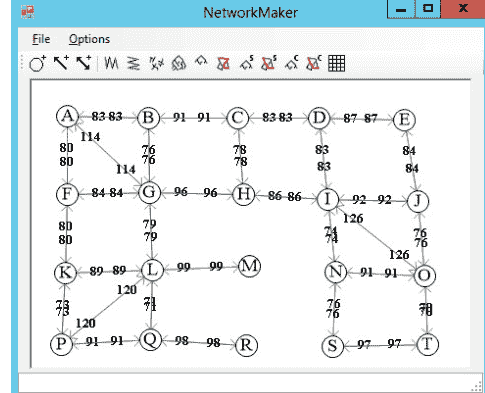 NetworkMaker
File Options
A 83 83 B 91 91 C 83 83 D 87 87 E
80 80 114 114 76 76 78 78 83 83 84 84
F 84 84 G 96 96 H 86 86 I 92 92 J
80 80 79 79 74 74 126 126 76 76
K 89 89 L 99 99 M N 91 91 O
73 73 120 120 71 71 76 76
P 91 91 Q 98 98 R S 97 97 T